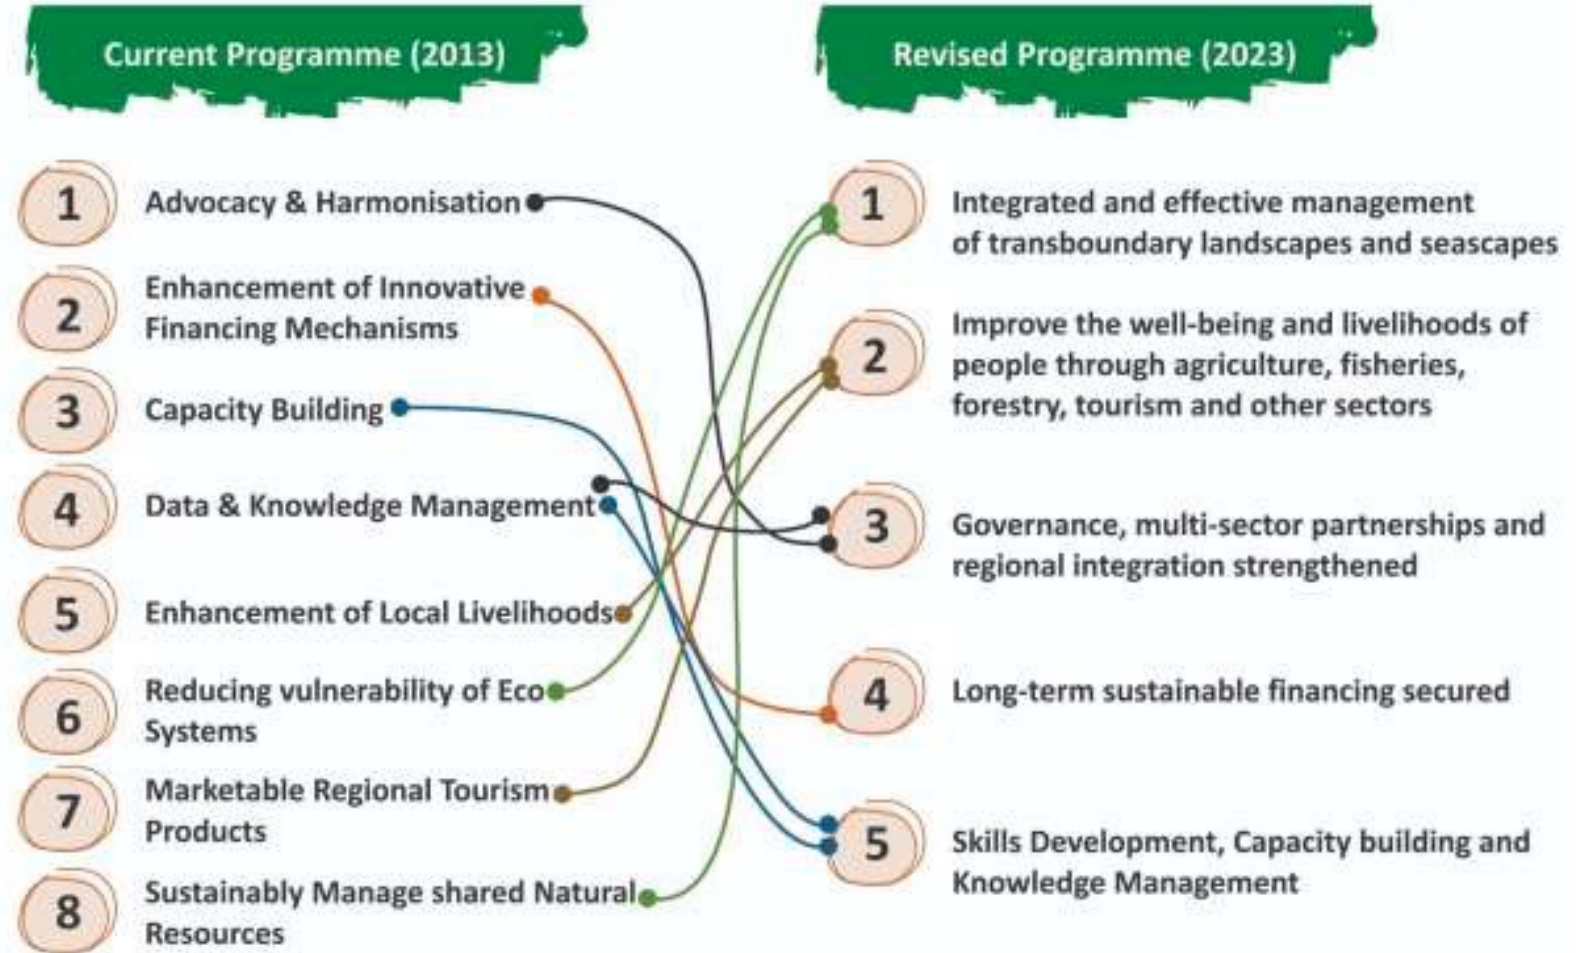 Current Programme (2013)
1
Advocacy & Harmonisation
2
Enhancement of Innovative
Financing Mechanisms
3
Capacity Building
4
Data & Knowledge Management
5
Enhancement of Local Livelihoods
6
Reducing vulnerability of Eco
Systems
7
Marketable Regional Tourism
Products
8
Sustainably Manage shared Natural
Resources
Revised Programme (2023)
1
Integrated and effective management
of transboundary landscapes and seascapes
2
Improve the well-being and livelihoods of
people through agriculture, fisheries,
forestry, tourism and other sectors
3
Governance, multi-sector partnerships and
regional integration strengthened
4
Long-term sustainable financing secured
5
Skills Development, Capacity building and
Knowledge Management